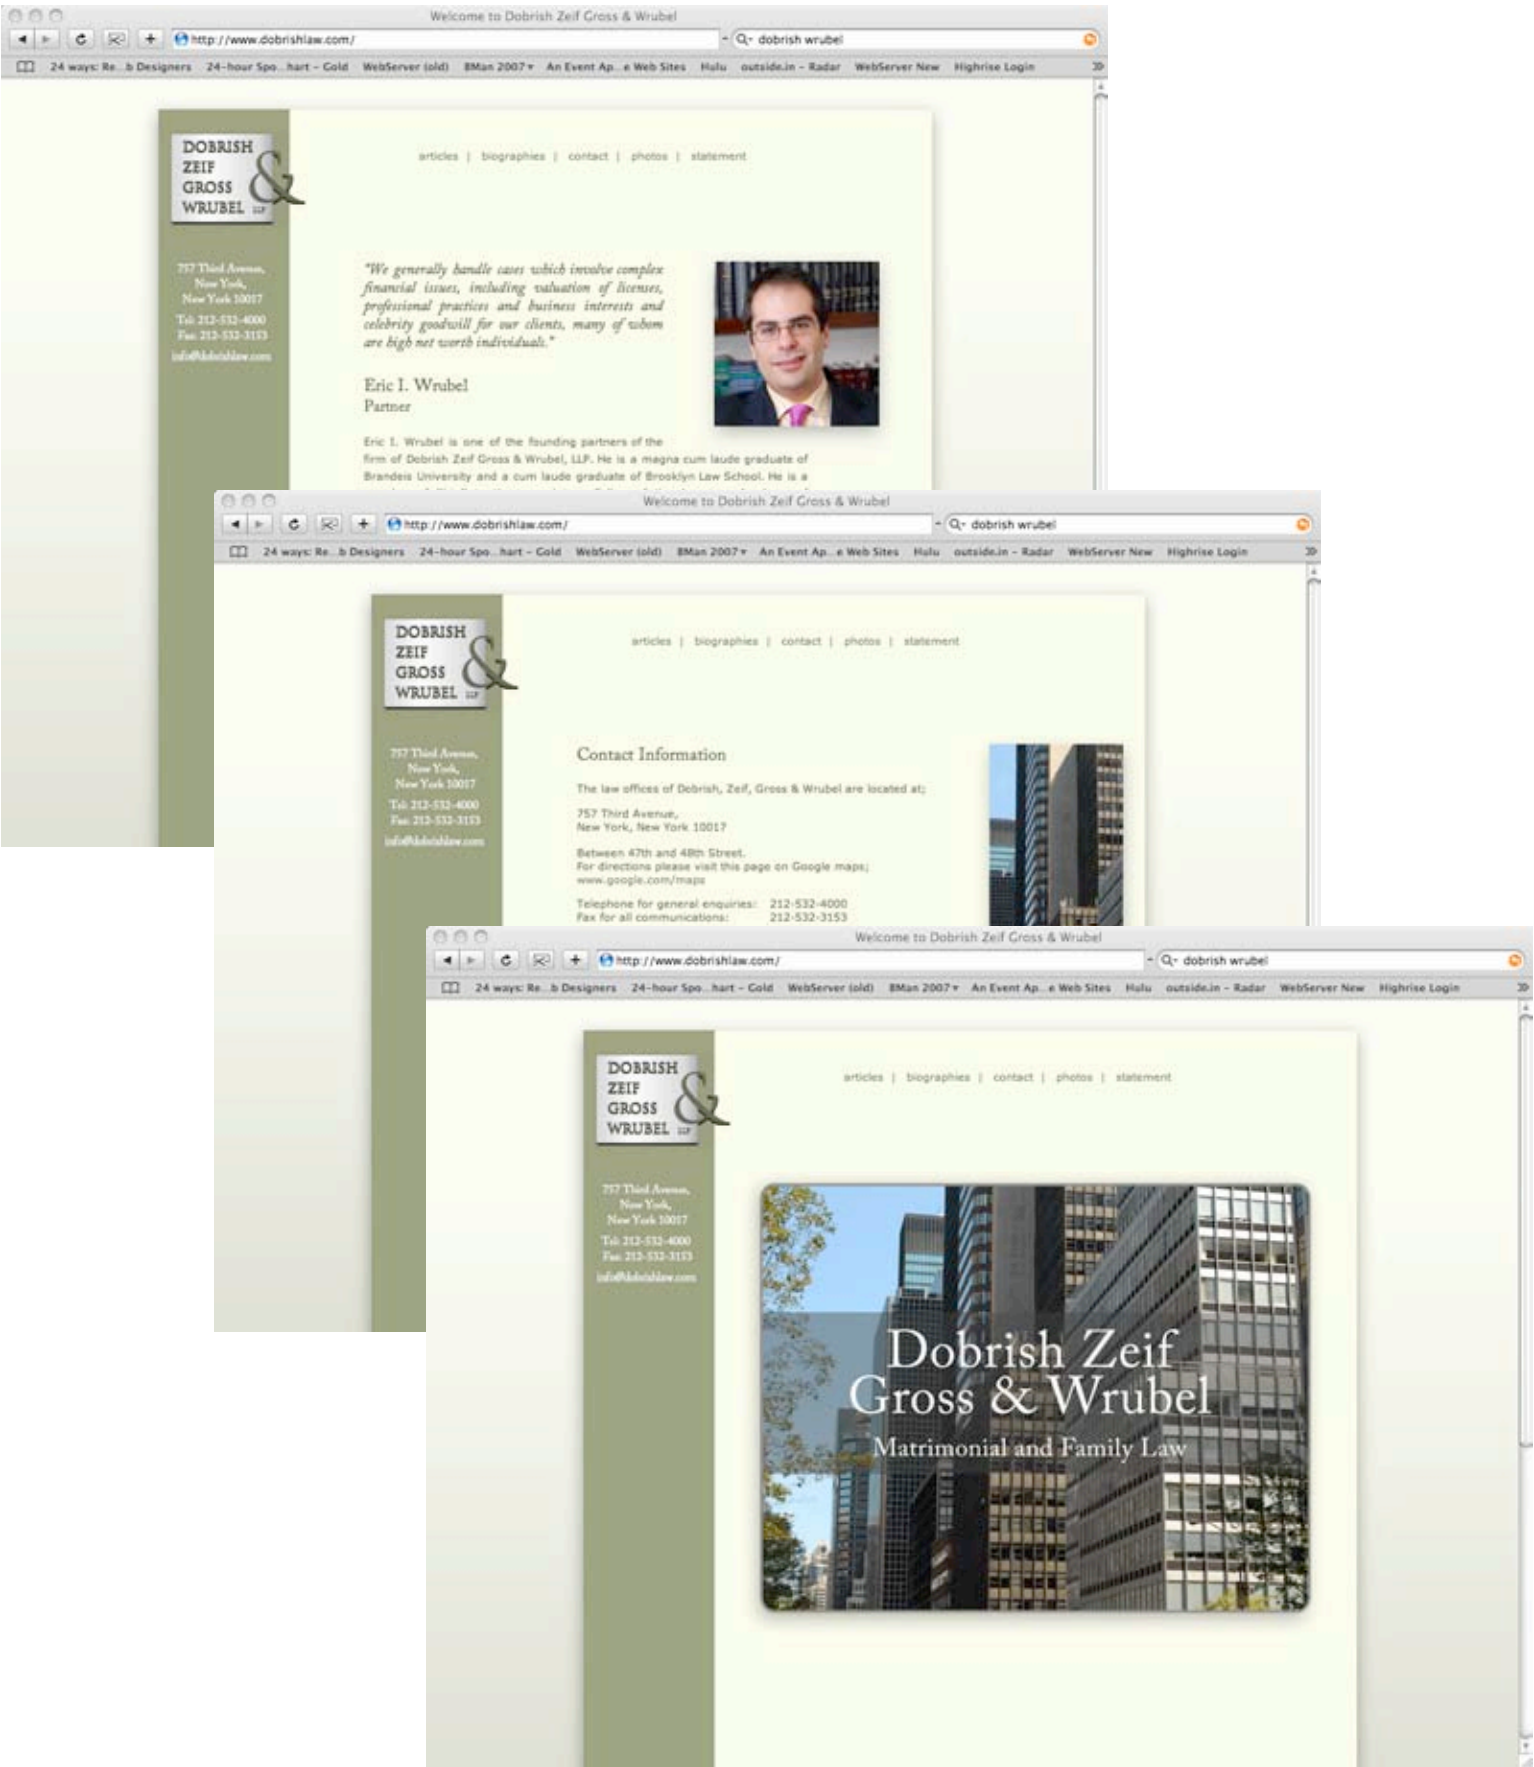 Welcome to Dobrish Zeif Gross & Wrubel
http://www.dobrishlaw.com/
dobrish wrubel
24 ways: Re...b Designers 24-hour Spo...hart - Gold WebServer (old) BMan 2007 An Event Ap...e Web Sites Hulu outside.in - Radar WebServer New Highrise Login
DOBRISH
ZEIF
GROSS &
WRUBEL LLP
articles | biographies | contact | photos | statement
757 Third Avenue,
New York,
New York 10017
Tel: 212-532-4000
Fax: 212-532-3153
info@dobrishlaw.com
"We generally handle cases which involve complex
financial issues, including valuation of licenses,
professional practices and business interests and
celebrity goodwill for our clients, many of whom
are high net worth individuals."
Eric I. Wrubel
Partner
Eric I. Wrubel is one of the founding partners of the
firm of Dobrish Zeif Gross & Wrubel, LLP. He is a magna cum laude graduate of
Brandeis University and a cum laude graduate of Brooklyn Law School. He is a
Welcome to Dobrish Zeif Gross & Wrubel
http://www.dobrishlaw.com/
dobrish wrubel
24 ways: Re...b Designers 24-hour Spo...hart - Gold WebServer (old) BMan 2007 An Event Ap...e Web Sites Hulu outside.in - Radar WebServer New Highrise Login
DOBRISH
ZEIF
GROSS &
WRUBEL LLP
articles | biographies | contact | photos | statement
757 Third Avenue,
New York,
New York 10017
Tel: 212-532-4000
Fax: 212-532-3153
info@dobrishlaw.com
Contact Information
The law offices of Dobrish, Zeif, Gross & Wrubel are located at;
757 Third Avenue,
New York, New York 10017
Between 47th and 48th Street.
For directions please visit this page on Google maps;
www.google.com/maps
Telephone for general enquiries: 212-532-4000
Fax for all communications: 212-532-3153
Welcome to Dobrish Zeif Gross & Wrubel
http://www.dobrishlaw.com/
dobrish wrubel
24 ways: Re...b Designers 24-hour Spo...hart - Gold WebServer (old) BMan 2007 An Event Ap...e Web Sites Hulu outside.in - Radar WebServer New Highrise Login
DOBRISH
ZEIF
GROSS &
WRUBEL LLP
articles | biographies | contact | photos | statement
757 Third Avenue,
New York,
New York 10017
Tel: 212-532-4000
Fax: 212-532-3153
info@dobrishlaw.com
Dobrish Zeif
Gross & Wrubel
Matrimonial and Family Law